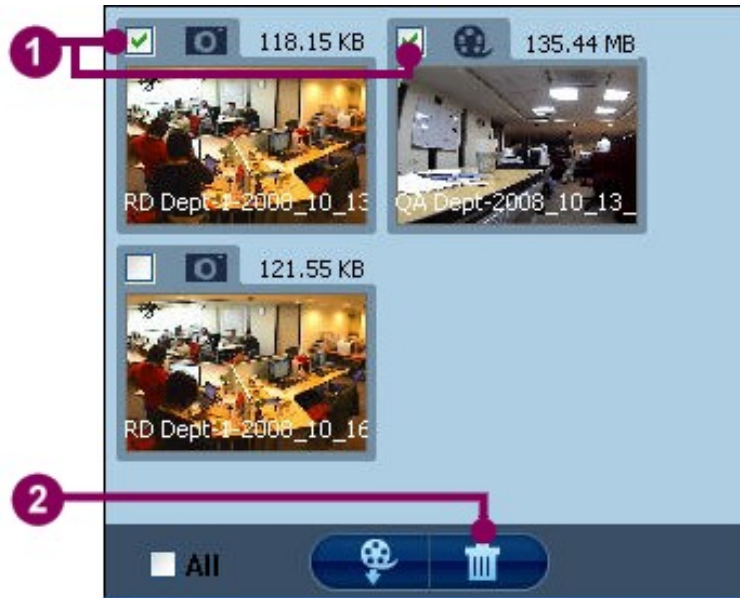 1
118.15 KB
135.44 MB
RD Dept-1-2008_10_13
QA Dept-2008_10_13_
121.55 KB
RD Dept-1-2008_10_16
2
All